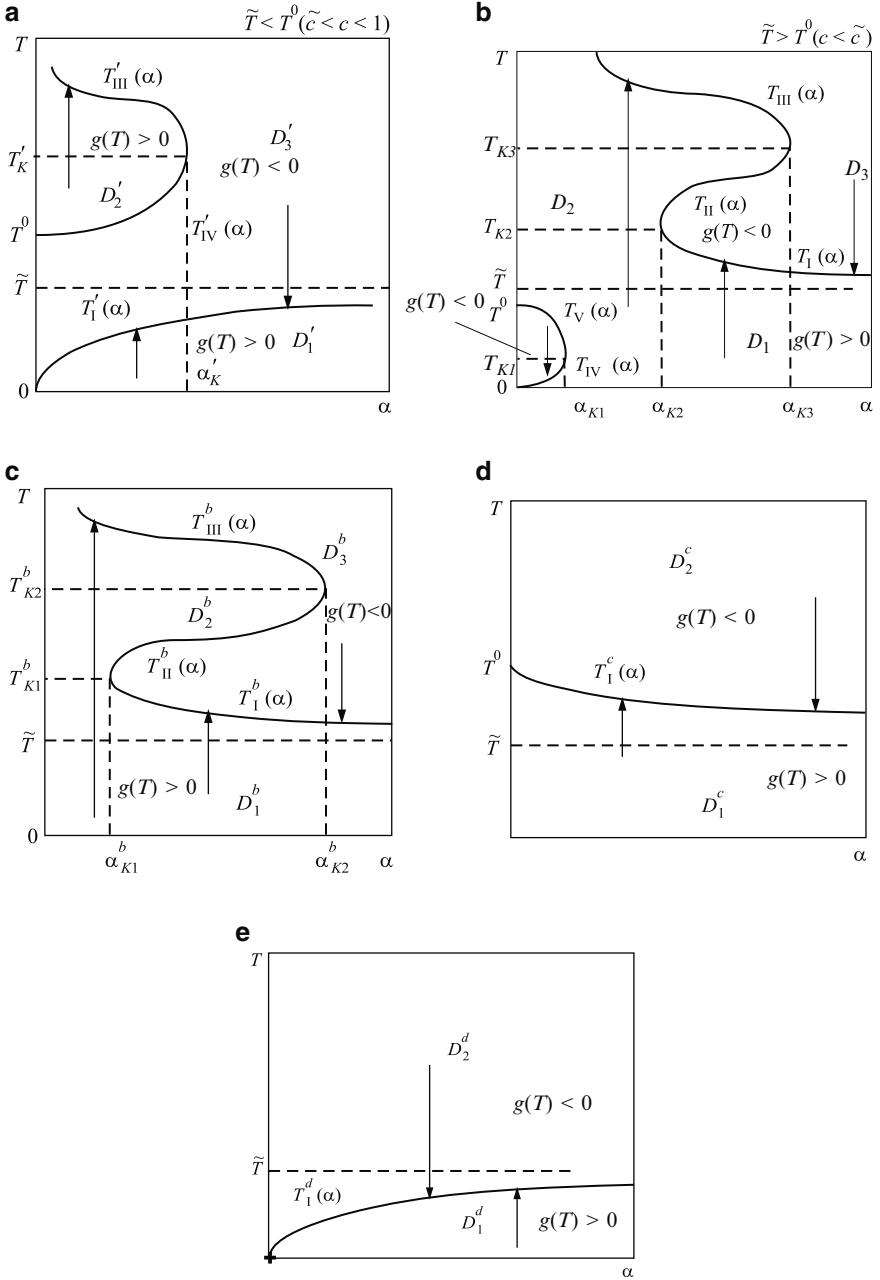 a
T̃ < T⁰ (c̃ < c < 1)
T
T′III (α)
g(T) > 0
D′3
g(T) < 0
T′K
D′2
T′IV (α)
T⁰
T̃
T′I (α)
g(T) > 0
D′1
α′K
0
α
b
T̃ > T⁰ (c < c̃)
T
TIII (α)
TK3
D3
D2
TII (α)
TK2
g(T) < 0
TI (α)
T̃
g(T) < 0
T⁰
TV (α)
D1
g(T) > 0
TK1
TIV (α)
0
αK1
αK2
αK3
α
c
T
TᵇIII (α)
Dᵇ3
TᵇK2
g(T)<0
Dᵇ2
TᵇK1
TᵇII (α)
TᵇI (α)
T̃
g(T) > 0
Dᵇ1
0
αᵇK1
αᵇK2
α
d
T
Dᶜ2
g(T) < 0
T⁰
TᶜI (α)
T̃
g(T) > 0
Dᶜ1
α
e
T
Dᵈ2
g(T) < 0
T̃
TᵈI (α)
Dᵈ1
g(T) > 0
α